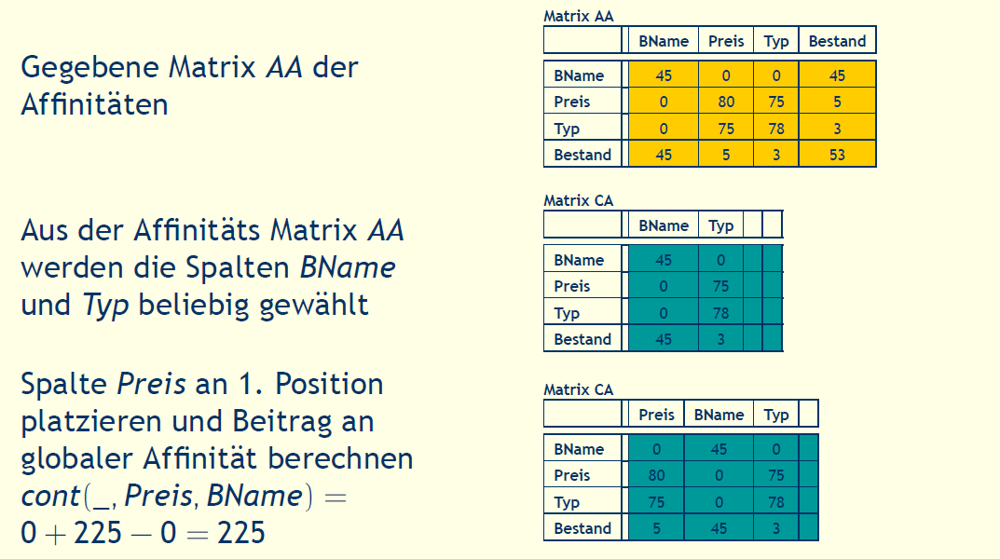 Gegebene Matrix AA der
Affinitäten
Matrix AA
BName Preis Typ Bestand
BName 45 0 0 45
Preis 0 80 75 5
Typ 0 75 78 3
Bestand 45 5 3 53
Aus der Affinitäts Matrix AA
werden die Spalten BName
und Typ beliebig gewählt
Matrix CA
BName Typ
BName 45 0
Preis 0 75
Typ 0 78
Bestand 45 3
Spalte Preis an 1. Position
platzieren und Beitrag an
globaler Affinität berechnen
cont(_, Preis, BName) =
0 + 225 − 0 = 225
Matrix CA
Preis BName Typ
BName 0 45 0
Preis 80 0 75
Typ 75 0 78
Bestand 5 45 3